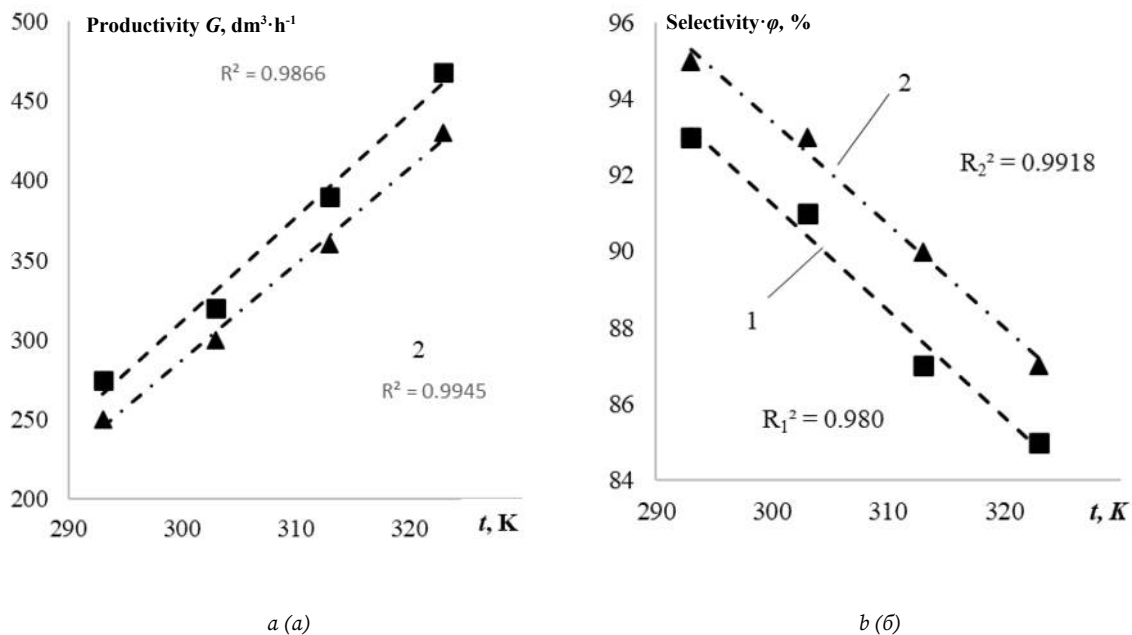 Productivity G, dm³·h⁻¹
500
450
400
350
300
250
200
R² = 0.9866
2
R² = 0.9945
290
300
310
320
t, K
a (a)
Selectivity·φ, %
96
94
92
90
88
86
84
2
R₂² = 0.9918
1
R₁² = 0.980
290
300
310
320
t, K
b (б)